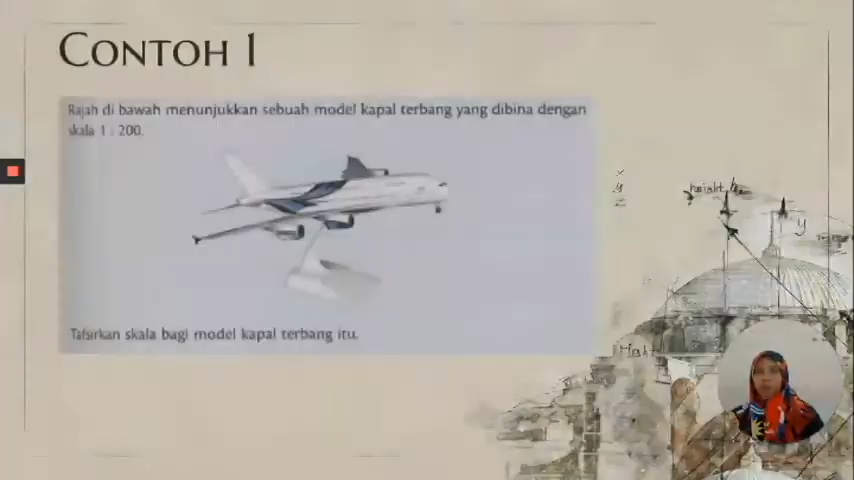 CONTOH 1
Rajah di bawah menunjukkan sebuah model kapal terbang yang dibina dengan
skala 1 : 200.
x
y
z
height h
y
Tafsirkan skala bagi model kapal terbang itu.